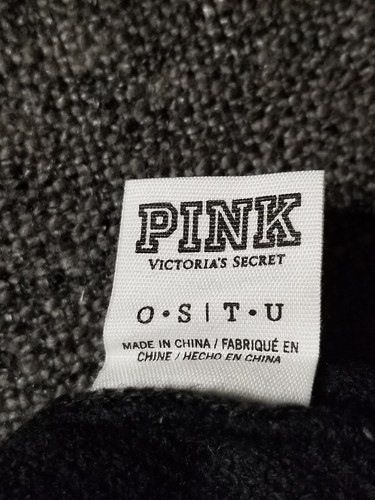 PINK
VICTORIA'S SECRET
O•S | T•U
MADE IN CHINA / FABRIQUÉ EN
CHINE / HECHO EN CHINA